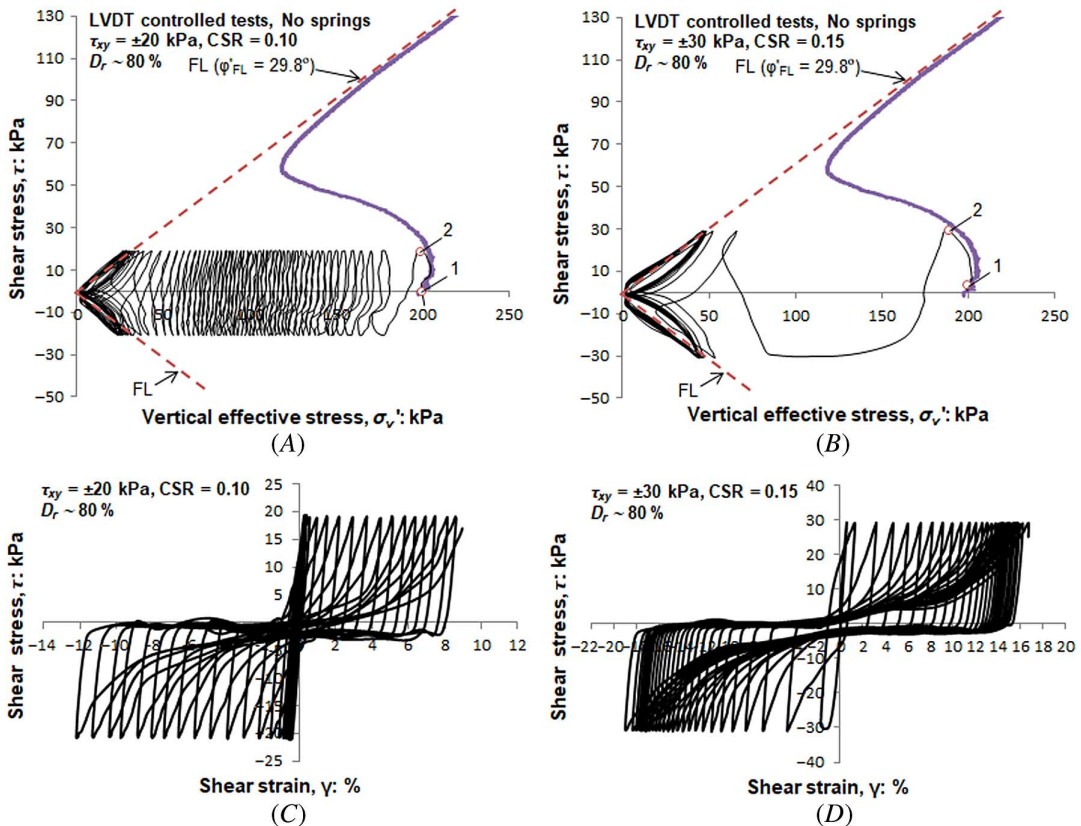 LVDT controlled tests, No springs
τxy = ±20 kPa, CSR = 0.10
Dr ~ 80 %
FL (φ'FL = 29.8º)
Shear stress, τ: kPa
130
110
90
70
50
30
10
−10
−30
−50
0
50
100
150
200
250
2
1
FL
Vertical effective stress, σv': kPa
(A)
LVDT controlled tests, No springs
τxy = ±30 kPa, CSR = 0.15
Dr ~ 80 %
FL (φ'FL = 29.8º)
Shear stress, τ: kPa
130
110
90
70
50
30
10
−10
−30
−50
0
50
100
150
200
250
2
1
FL
Vertical effective stress, σv': kPa
(B)
τxy = ±20 kPa, CSR = 0.10
Dr ~ 80 %
Shear stress, τ: kPa
25
20
15
10
5
−20
−25
−14 −12 −10 −8 −6 −4 −2 0 2 4 6 8 10 12
Shear strain, γ: %
(C)
τxy = ±30 kPa, CSR = 0.15
Dr ~ 80 %
Shear stress, τ: kPa
40
30
20
10
−10
−20
−30
−40
−22 −20 −18 −16 −14 −12 −10 −8 −6 −4 −2 0 2 4 6 8 10 12 14 16 18 20
Shear strain, γ: %
(D)